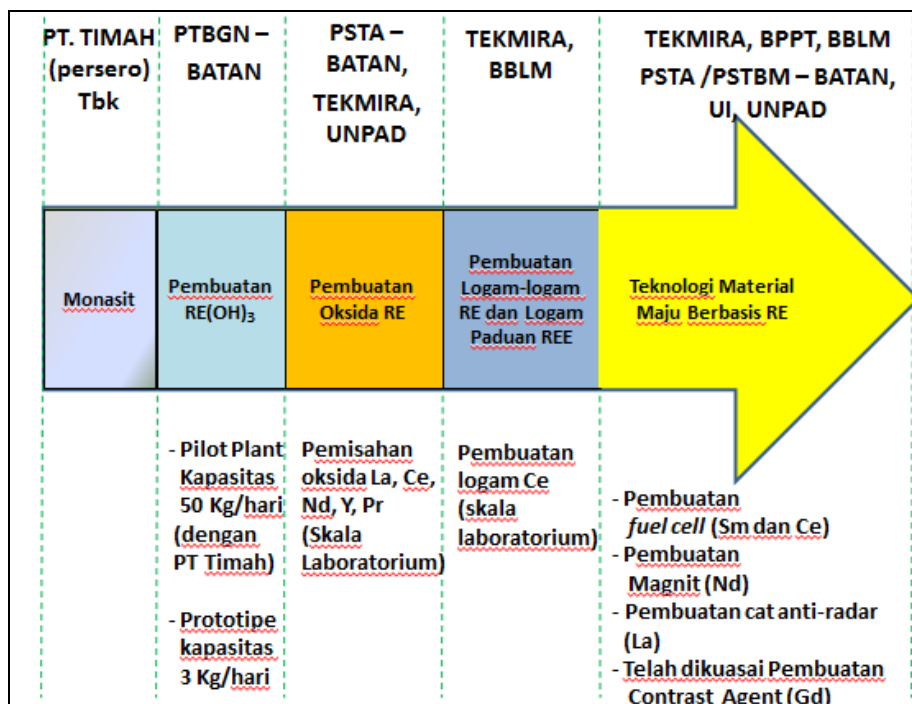 PT. TIMAH
(persero)
Tbk
PTBGN –
BATAN
PSTA –
BATAN,
TEKMIRA,
UNPAD
TEKMIRA,
BBLM
TEKMIRA, BPPT, BBLM
PSTA /PSTBM – BATAN,
UI, UNPAD
Monasit
Pembuatan
RE(OH)₃
Pembuatan
Oksida RE
Pembuatan
Logam-logam
RE dan Logam
Paduan REE
Teknologi Material
Maju Berbasis RE
- Pilot Plant
Kapasitas
50 Kg/hari
(dengan
PT Timah)
- Prototipe
kapasitas
3 Kg/hari
Pemisahan
oksida La, Ce,
Nd, Y, Pr
(Skala
Laboratorium)
Pembuatan
logam Ce
(skala
laboratorium)
- Pembuatan
fuel cell (Sm dan Ce)
- Pembuatan
Magnit (Nd)
- Pembuatan cat anti-radar
(La)
- Telah dikuasai Pembuatan
Contrast Agent (Gd)